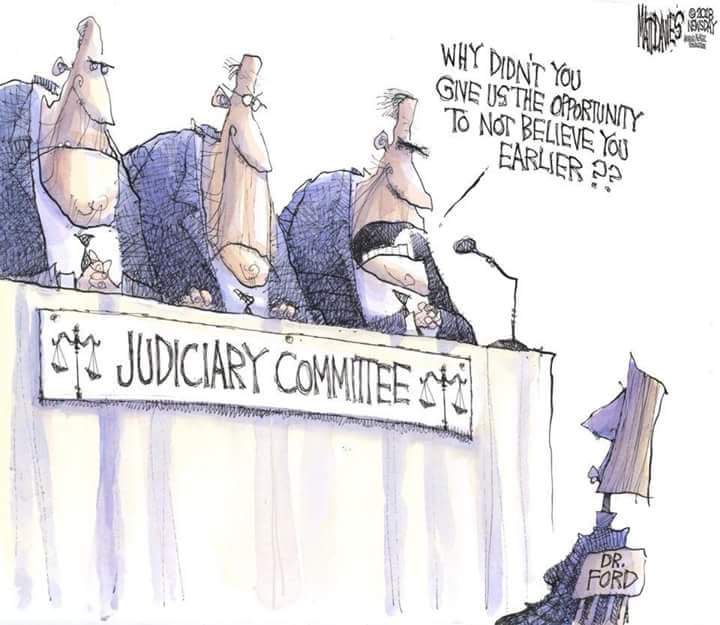 MATT DAVIES © 2018
NEWSDAY
WHY DIDN'T YOU
GIVE US THE OPPORTUNITY
TO NOT BELIEVE YOU
EARLIER ??
JUDICIARY COMMITTEE
DR.
FORD